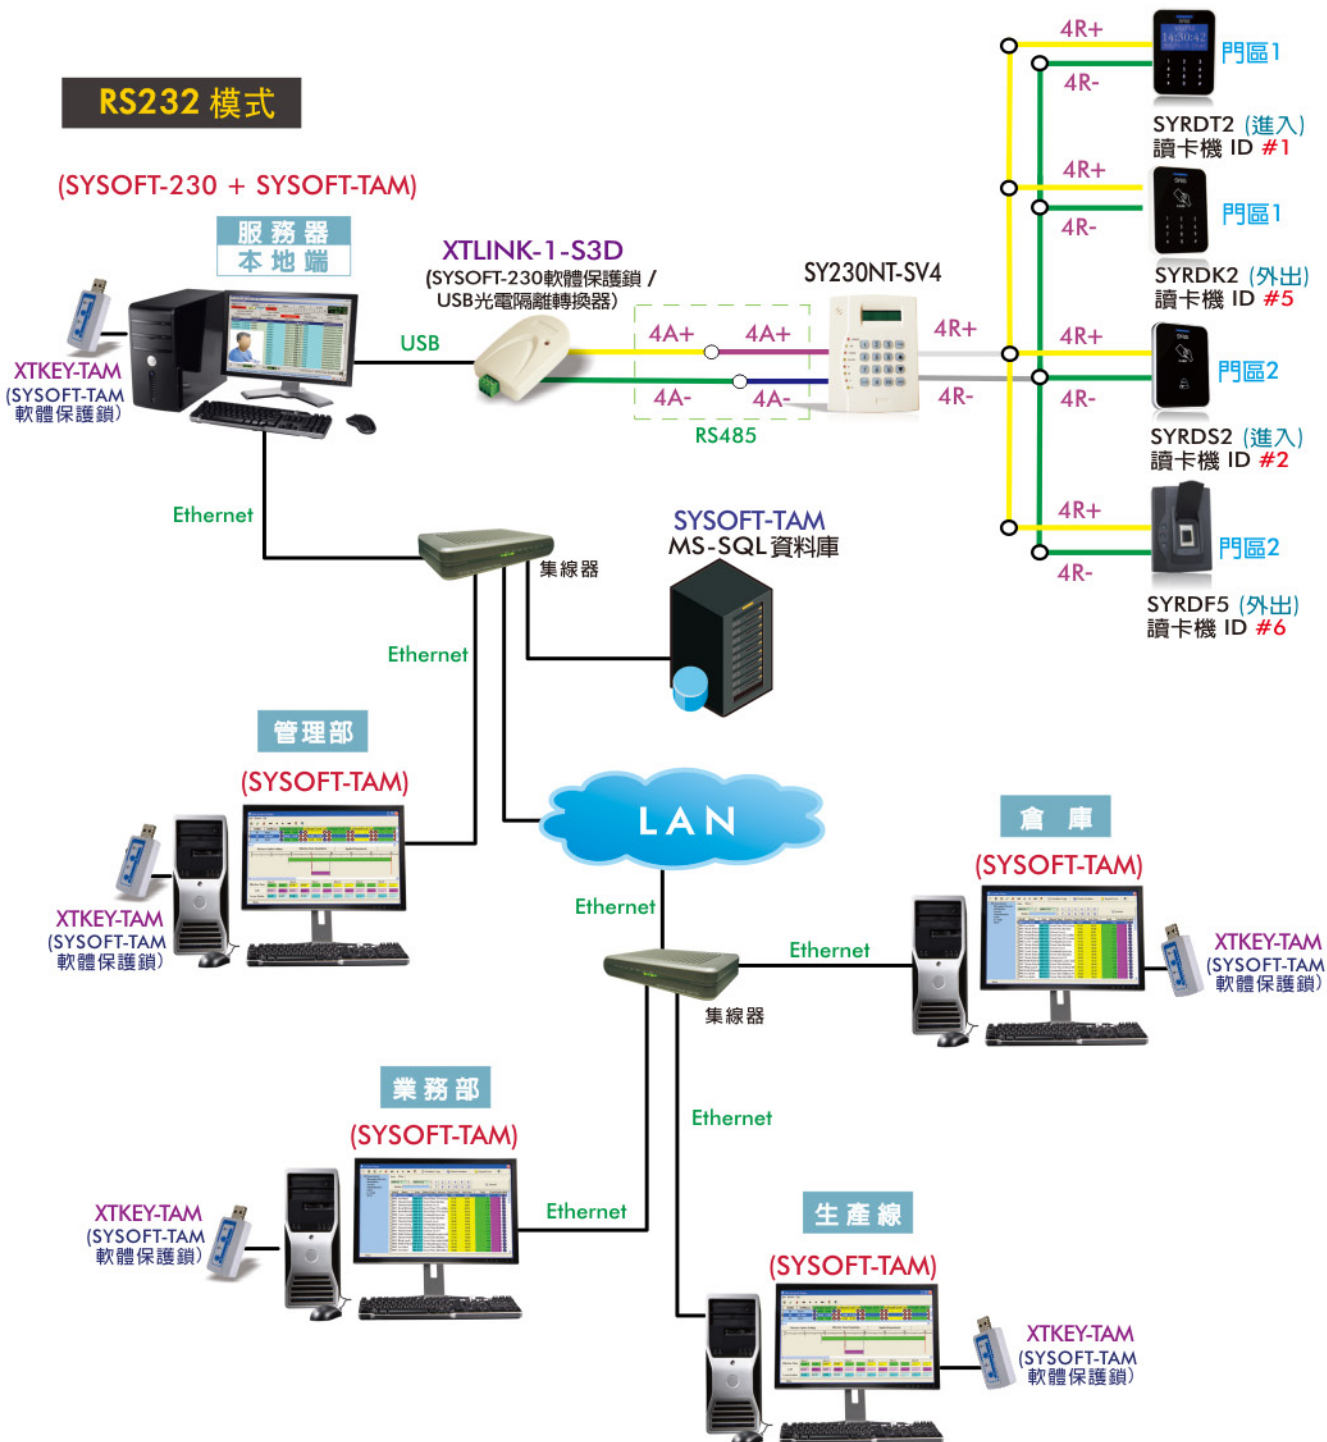 RS232 模式
(SYSOFT-230 + SYSOFT-TAM)
服務器
本地端
XTKEY-TAM
(SYSOFT-TAM
軟體保護鎖)
USB
XTLINK-1-S3D
(SYSOFT-230軟體保護鎖 /
USB光電隔離轉換器)
4A+
4A+
4A-
4A-
RS485
SY230NT-SV4
4R+
4R-
4R+
4R-
門區1
14:30:42
SYRDT2 (進入)
讀卡機 ID #1
4R+
4R-
門區1
SYRDK2 (外出)
讀卡機 ID #5
4R+
4R-
門區2
SYRDS2 (進入)
讀卡機 ID #2
4R+
4R-
門區2
SYRDF5 (外出)
讀卡機 ID #6
Ethernet
集線器
SYSOFT-TAM
MS-SQL資料庫
Ethernet
管理部
(SYSOFT-TAM)
XTKEY-TAM
(SYSOFT-TAM
軟體保護鎖)
LAN
Ethernet
集線器
Ethernet
倉庫
(SYSOFT-TAM)
XTKEY-TAM
(SYSOFT-TAM
軟體保護鎖)
業務部
(SYSOFT-TAM)
XTKEY-TAM
(SYSOFT-TAM
軟體保護鎖)
Ethernet
Ethernet
生產線
(SYSOFT-TAM)
XTKEY-TAM
(SYSOFT-TAM
軟體保護鎖)